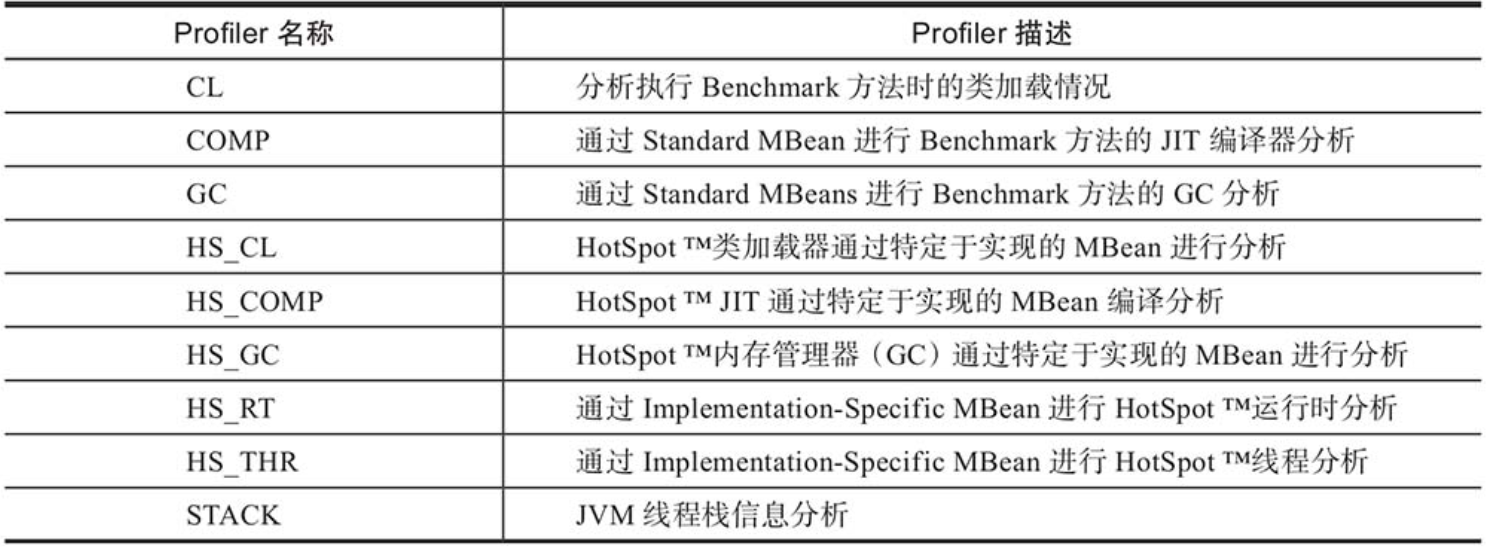 Profiler 名称 Profiler 描述
CL 分析执行 Benchmark 方法时的类加载情况
COMP 通过 Standard MBean 进行 Benchmark 方法的 JIT 编译器分析
GC 通过 Standard MBeans 进行 Benchmark 方法的 GC 分析
HS_CL HotSpot ™类加载器通过特定于实现的 MBean 进行分析
HS_COMP HotSpot ™ JIT 通过特定于实现的 MBean 编译分析
HS_GC HotSpot ™内存管理器（GC）通过特定于实现的 MBean 进行分析
HS_RT 通过 Implementation-Specific MBean 进行 HotSpot ™运行时分析
HS_THR 通过 Implementation-Specific MBean 进行 HotSpot ™线程分析
STACK JVM 线程栈信息分析